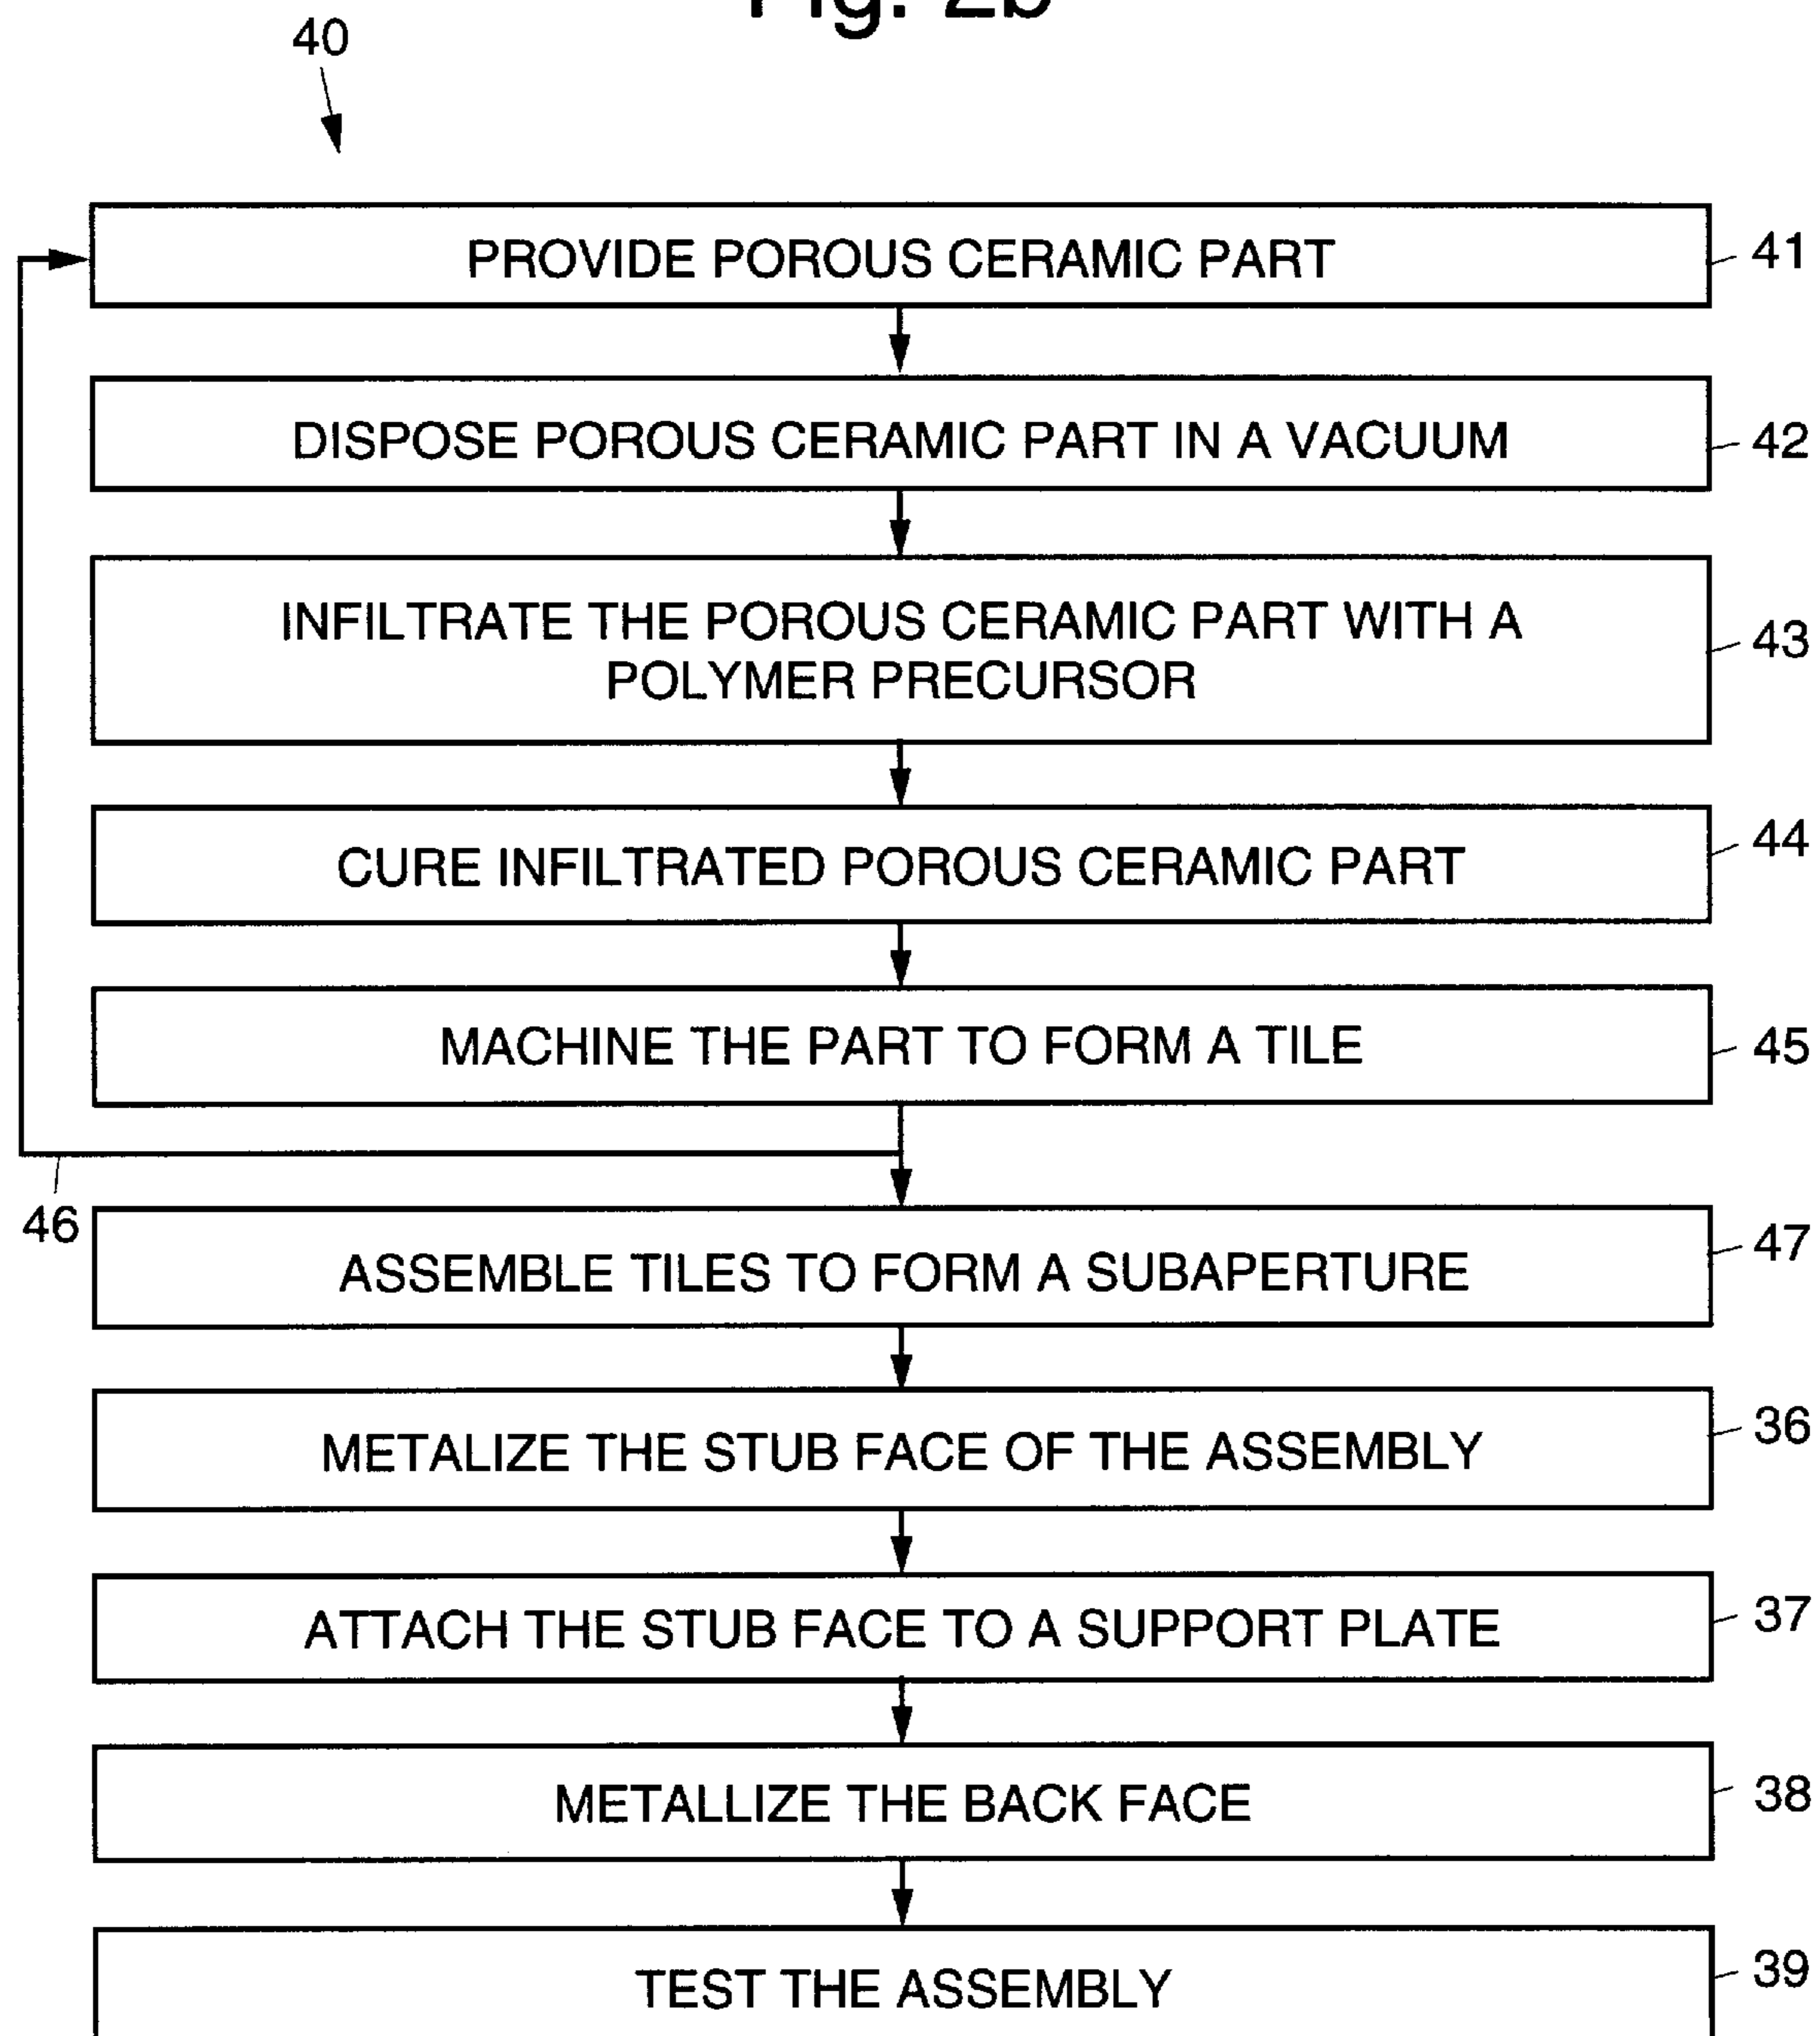 Fig. 2b
40
PROVIDE POROUS CERAMIC PART
41
DISPOSE POROUS CERAMIC PART IN A VACUUM
42
INFILTRATE THE POROUS CERAMIC PART WITH A
POLYMER PRECURSOR
43
CURE INFILTRATED POROUS CERAMIC PART
44
MACHINE THE PART TO FORM A TILE
45
46
ASSEMBLE TILES TO FORM A SUBAPERTURE
47
METALIZE THE STUB FACE OF THE ASSEMBLY
36
ATTACH THE STUB FACE TO A SUPPORT PLATE
37
METALLIZE THE BACK FACE
38
TEST THE ASSEMBLY
39